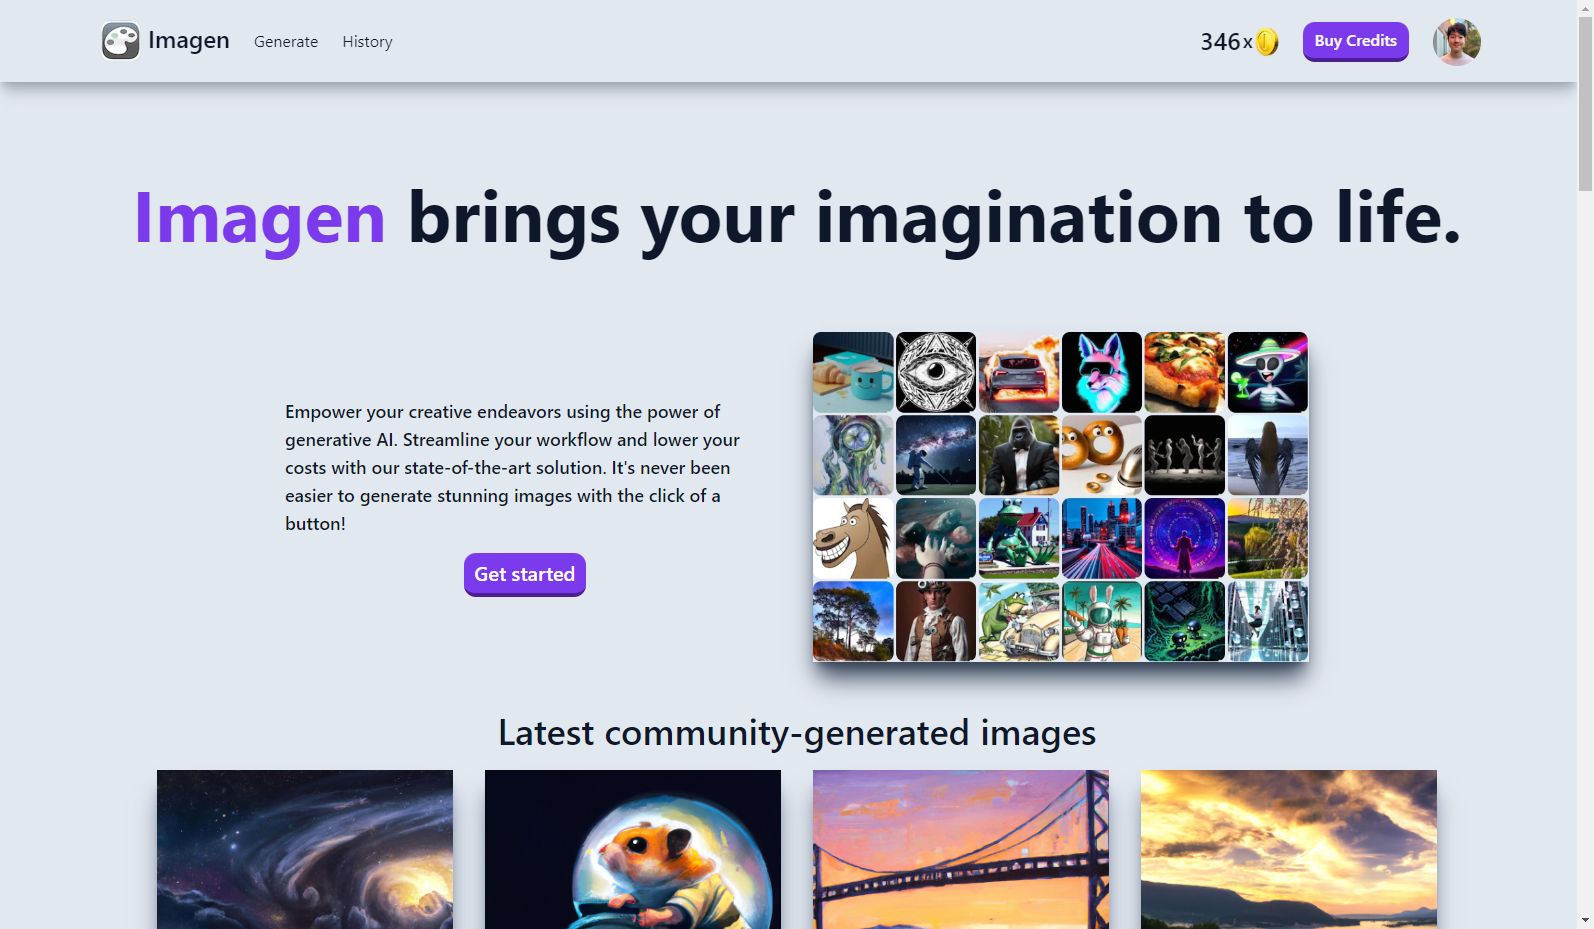 Imagen Generate History 346x Buy Credits
Imagen brings your imagination to life.
Empower your creative endeavors using the power of
generative AI. Streamline your workflow and lower your
costs with our state-of-the-art solution. It's never been
easier to generate stunning images with the click of a
button!
Get started
Latest community-generated images